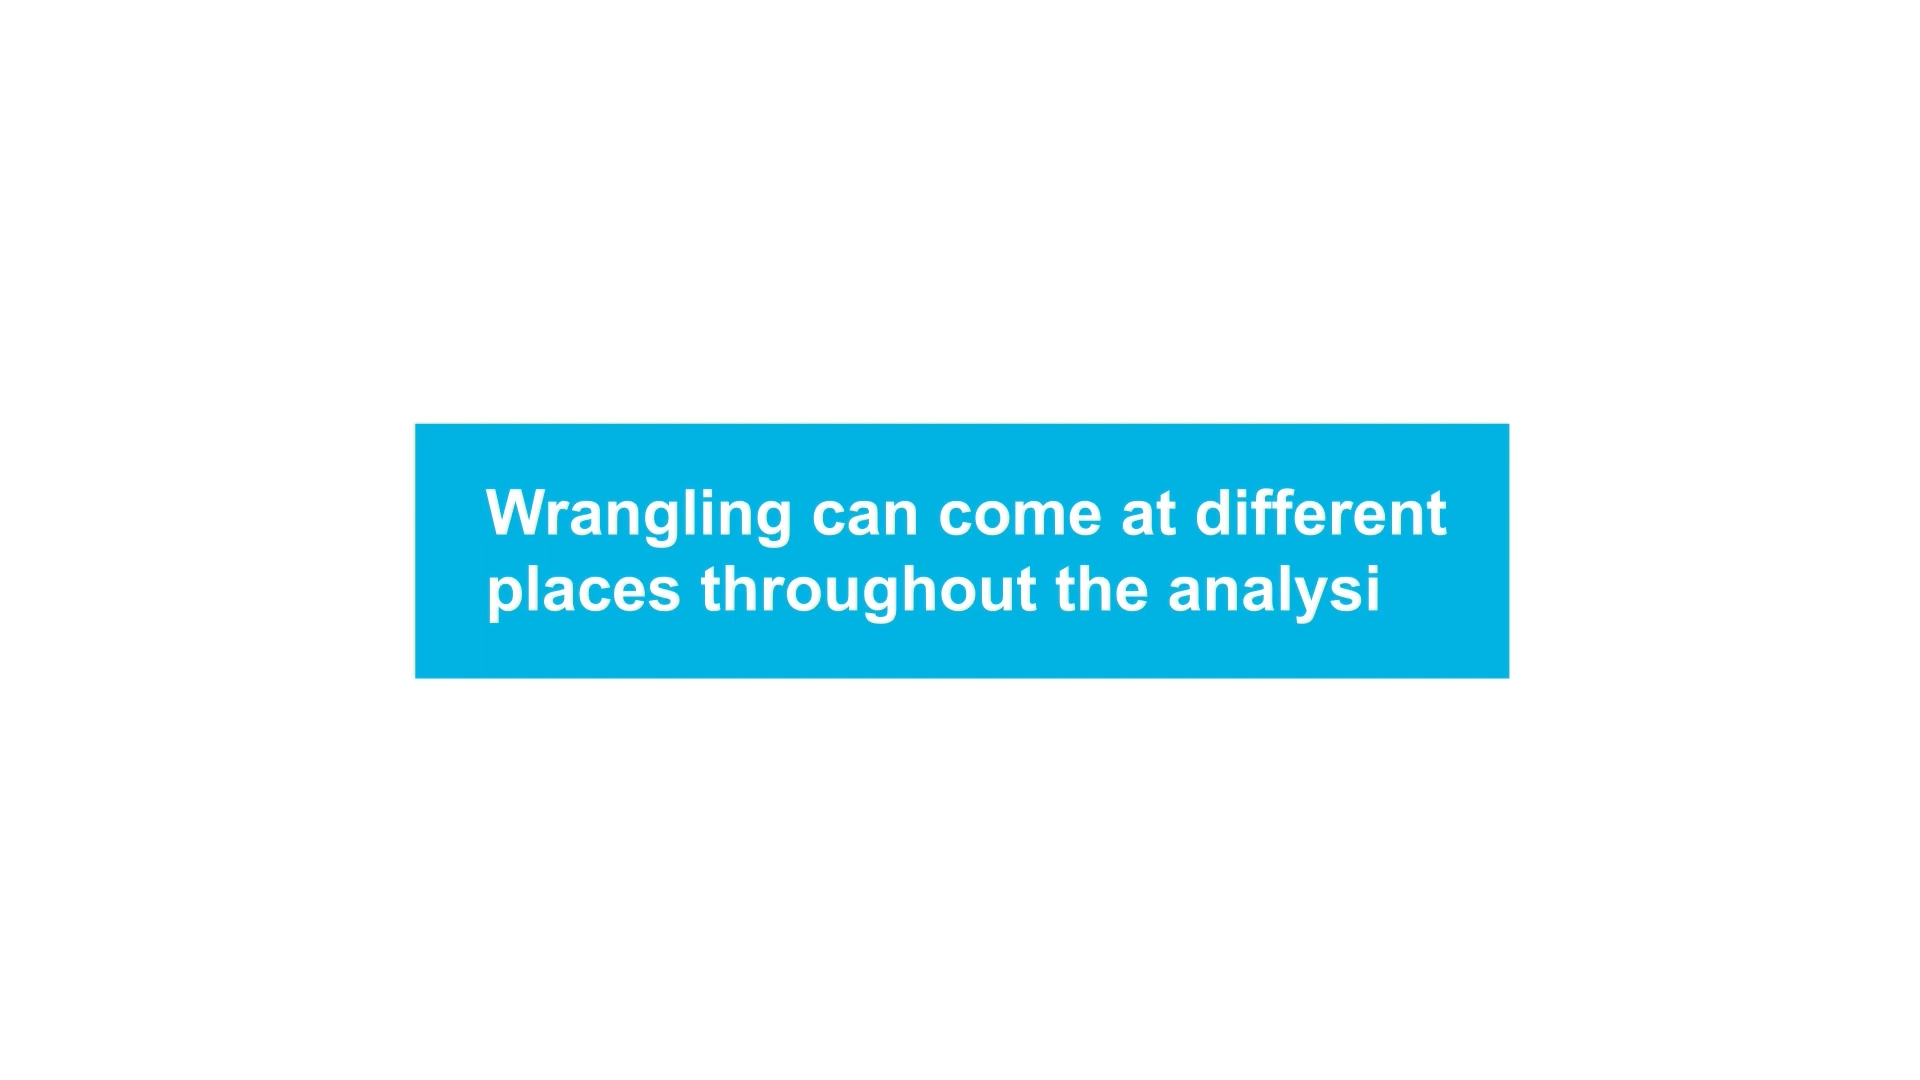 Wrangling can come at different
places throughout the analysi